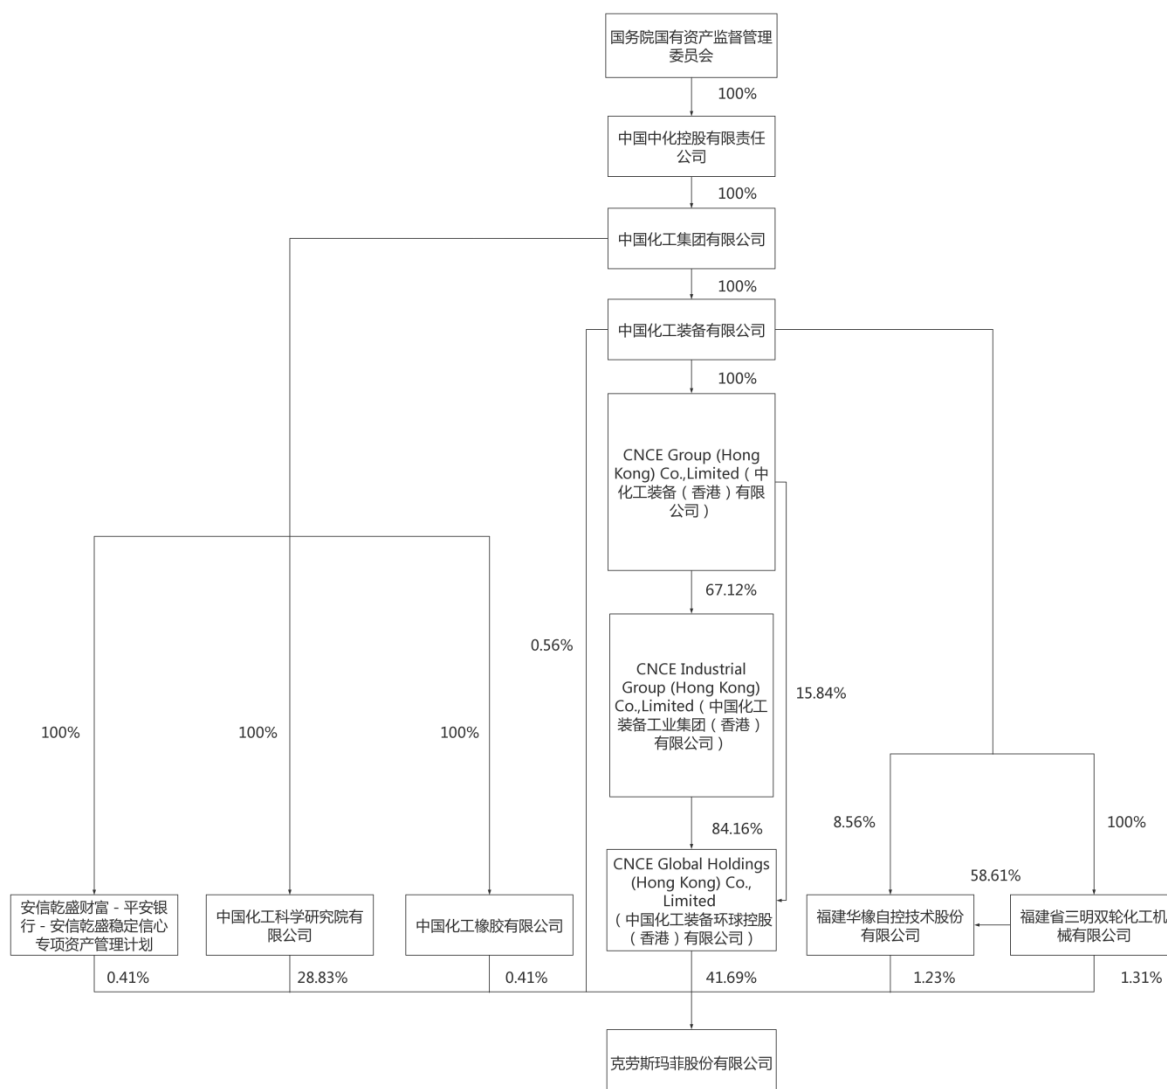 国务院国有资产监督管理
委员会
100%
中国中化控股有限责任
公司
100%
中国化工集团有限公司
100%
中国化工装备有限公司
100%
CNCE Group (Hong
Kong) Co.,Limited（中
化工装备（香港）有限
公司）
67.12%
0.56%
CNCE Industrial
Group (Hong Kong)
Co.,Limited（中国化工
装备工业集团（香港）
有限公司）
15.84%
100%
100%
100%
84.16%
8.56%
100%
58.61%
安信乾盛财富－平安银
行－安信乾盛稳定信心
专项资产管理计划
中国化工科学研究院有
限公司
中国化工橡胶有限公司
CNCE Global Holdings
(Hong Kong) Co.,
Limited
（中国化工装备环球控股
（香港）有限公司）
福建华橡自控技术股份
有限公司
福建省三明双轮化工机
械有限公司
0.41%
28.83%
0.41%
41.69%
1.23%
1.31%
克劳斯玛菲股份有限公司